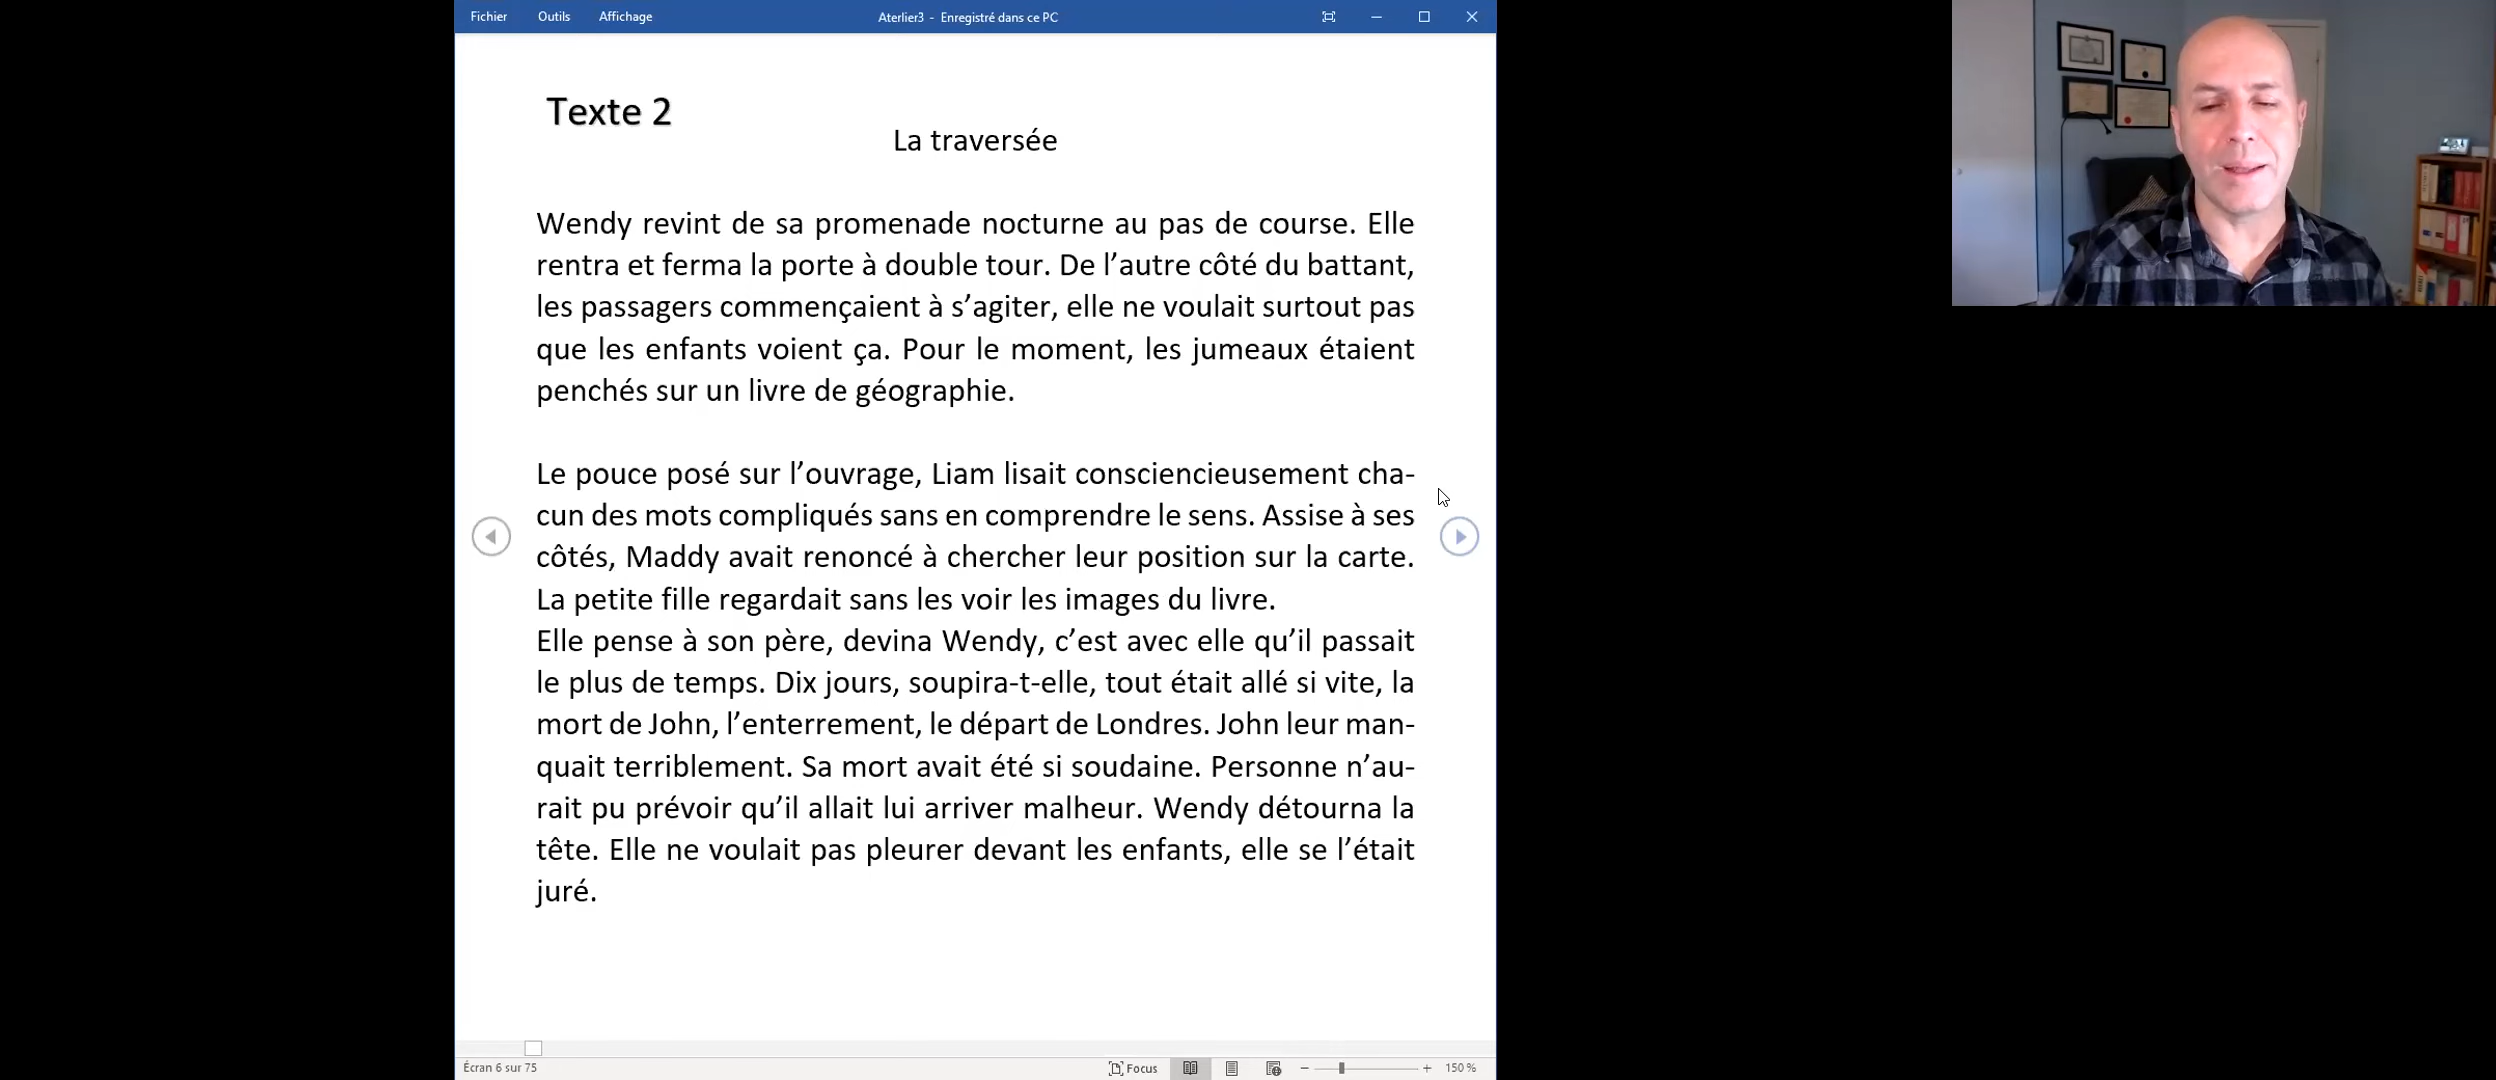 Fichier Outils Affichage Aterlier3 - Enregistré dans ce PC
Texte 2
La traversée
Wendy revint de sa promenade nocturne au pas de course. Elle
rentra et ferma la porte à double tour. De l’autre côté du battant,
les passagers commençaient à s’agiter, elle ne voulait surtout pas
que les enfants voient ça. Pour le moment, les jumeaux étaient
penchés sur un livre de géographie.
Le pouce posé sur l’ouvrage, Liam lisait consciencieusement cha-
cun des mots compliqués sans en comprendre le sens. Assise à ses
côtés, Maddy avait renoncé à chercher leur position sur la carte.
La petite fille regardait sans les voir les images du livre.
Elle pense à son père, devina Wendy, c’est avec elle qu’il passait
le plus de temps. Dix jours, soupira-t-elle, tout était allé si vite, la
mort de John, l’enterrement, le départ de Londres. John leur man-
quait terriblement. Sa mort avait été si soudaine. Personne n’au-
rait pu prévoir qu’il allait lui arriver malheur. Wendy détourna la
tête. Elle ne voulait pas pleurer devant les enfants, elle se l’était
juré.
Écran 6 sur 75 Focus 150 %